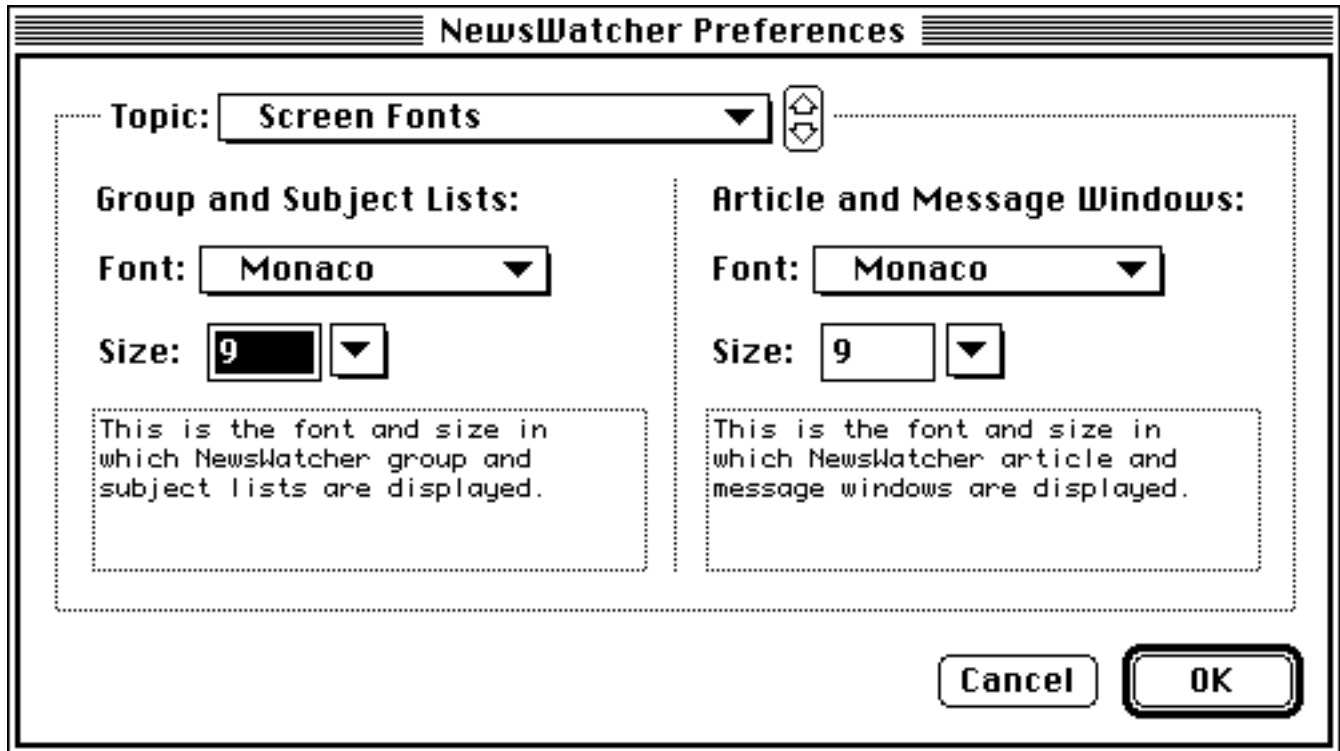 NewsWatcher Preferences
Topic: Screen Fonts
Group and Subject Lists:
Font: Monaco
Size: 9
This is the font and size in
which NewsWatcher group and
subject lists are displayed.
Article and Message Windows:
Font: Monaco
Size: 9
This is the font and size in
which NewsWatcher article and
message windows are displayed.
Cancel
OK